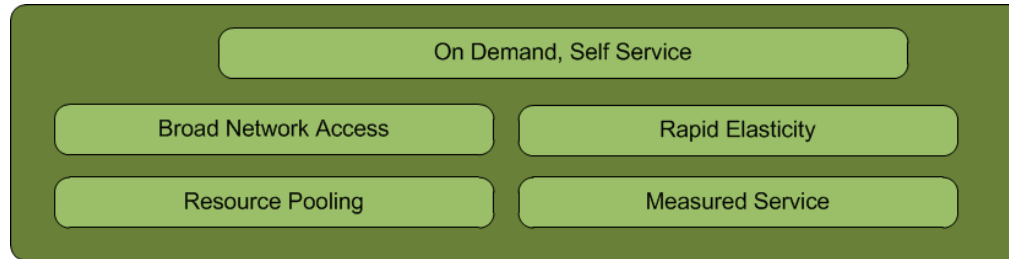 On Demand, Self Service
Broad Network Access
Rapid Elasticity
Resource Pooling
Measured Service